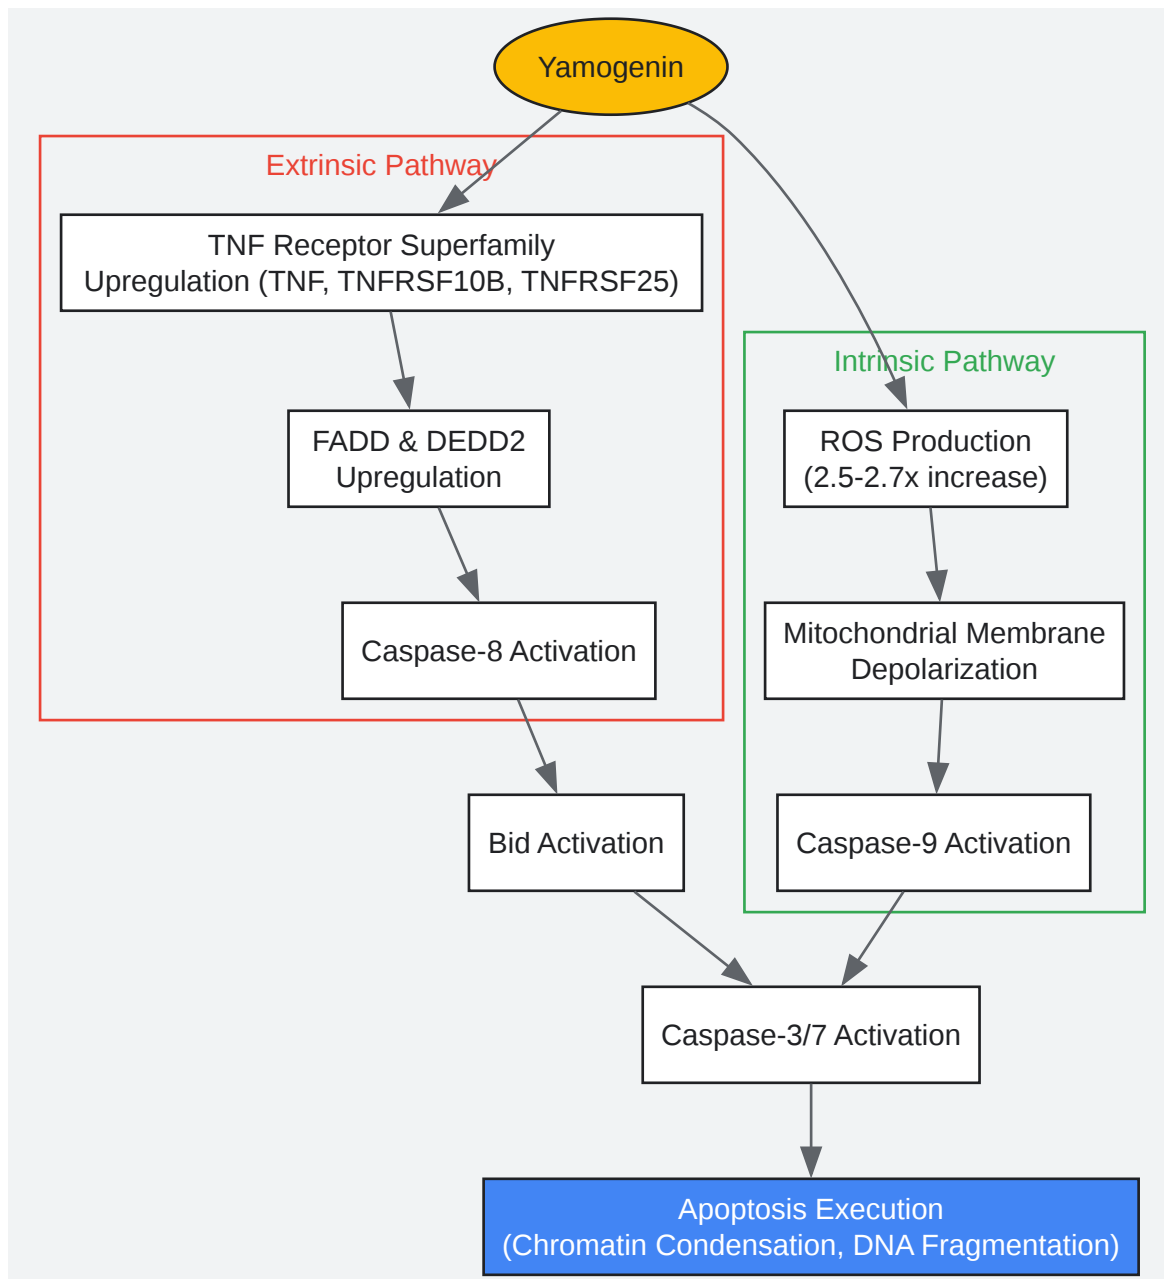 Yamogenin
Extrinsic Pathway
TNF Receptor Superfamily
Upregulation (TNF, TNFRSF10B, TNFRSF25)
Intrinsic Pathway
FADD & DEDD2
Upregulation
ROS Production
(2.5-2.7x increase)
Caspase-8 Activation
Mitochondrial Membrane
Depolarization
Bid Activation
Caspase-9 Activation
Caspase-3/7 Activation
Apoptosis Execution
(Chromatin Condensation, DNA Fragmentation)